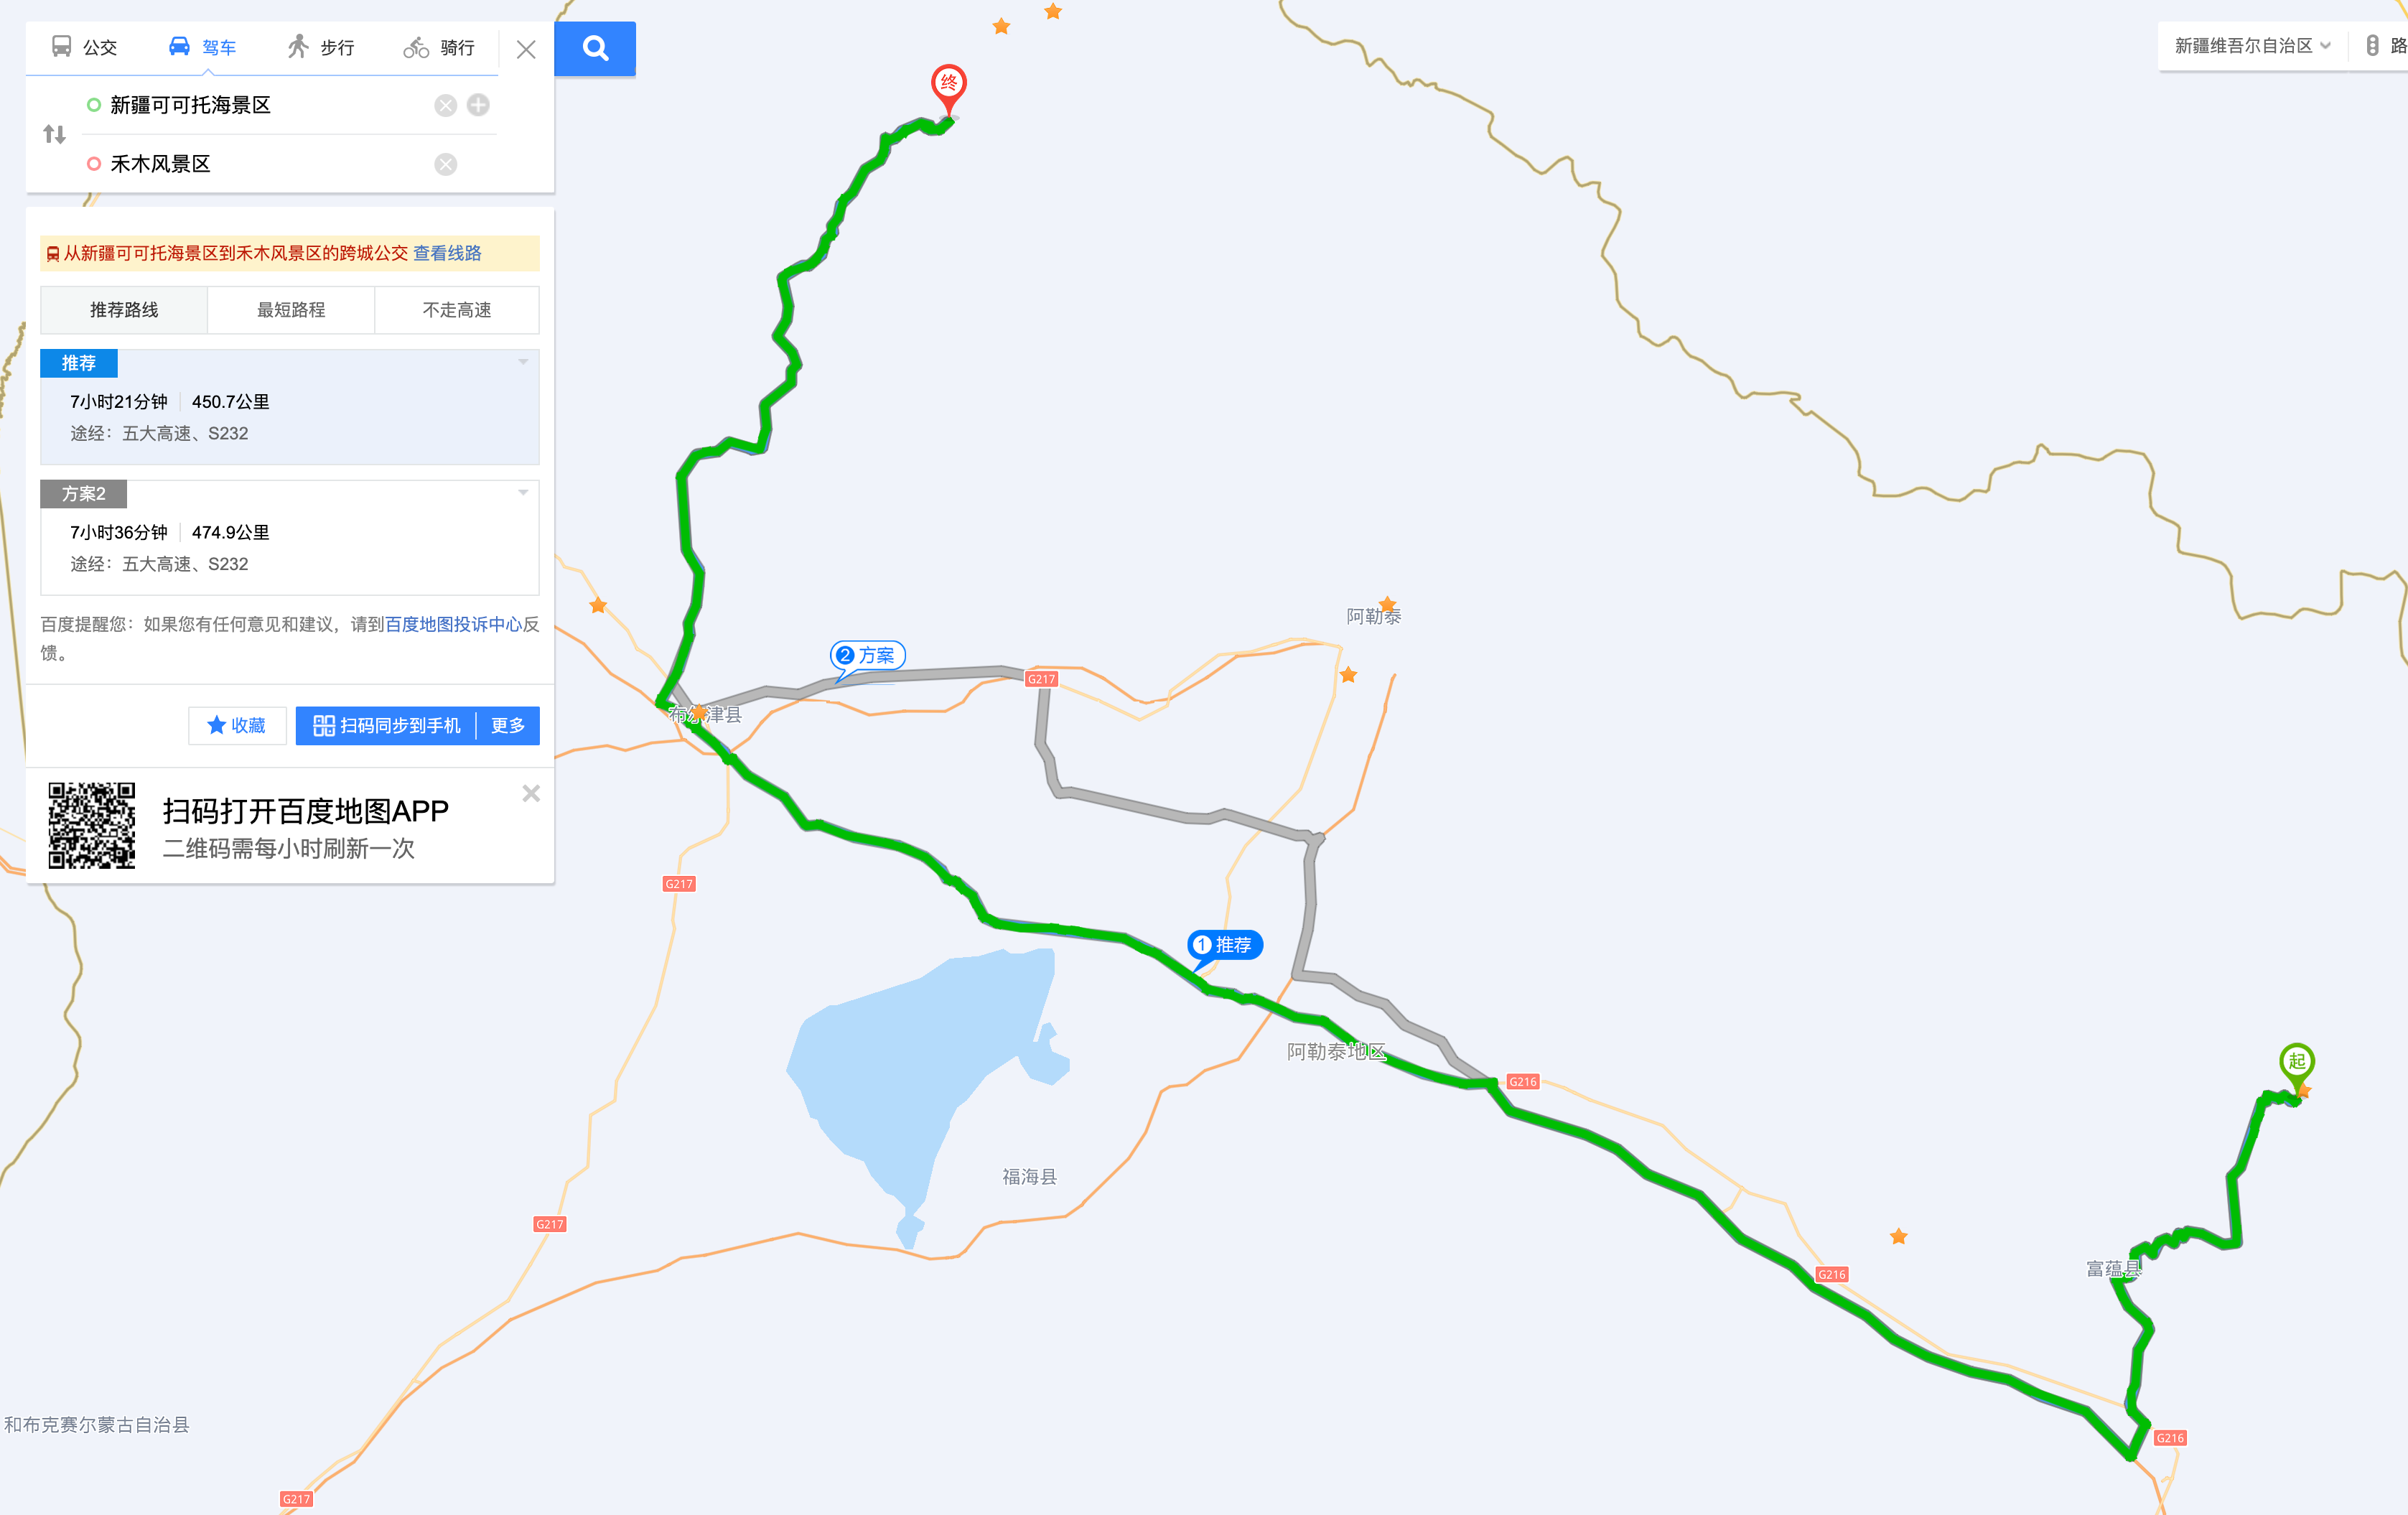 公交
驾车
步行
骑行
新疆维吾尔自治区
路
新疆可可托海景区
禾木风景区
从新疆可可托海景区到禾木风景区的跨城公交 查看线路
推荐路线
最短路程
不走高速
推荐
7小时21分钟 450.7公里
途经：五大高速、S232
方案2
7小时36分钟 474.9公里
途经：五大高速、S232
百度提醒您：如果您有任何意见和建议，请到百度地图投诉中心反
馈。
收藏
扫码同步到手机
更多
扫码打开百度地图APP
二维码需每小时刷新一次
终
阿勒泰
2 方案
G217
布尔津县
G217
1 推荐
阿勒泰地区
G216
起
福海县
G217
富蕴县
G216
和布克赛尔蒙古自治县
G216
G217